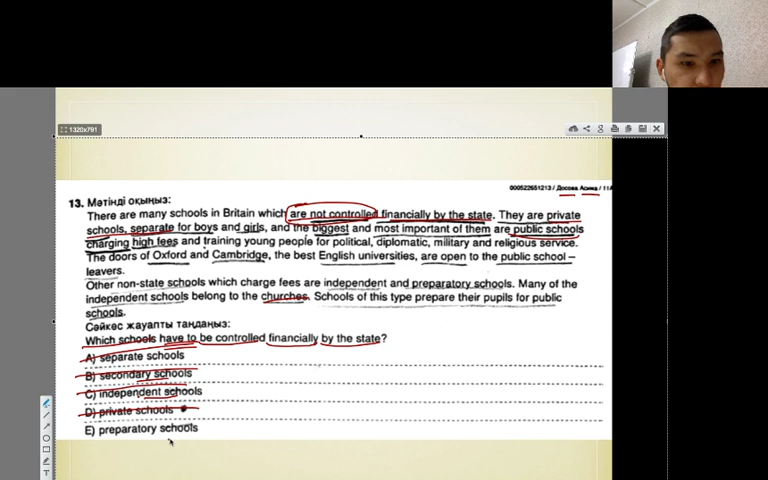 1320x791
000522651213 / Досова Асика / 11А
13. Мәтінді оқыңыз:
There are many schools in Britain which are not controlled financially by the state. They are private
schools, separate for boys and girls, and the biggest and most important of them are public schools
charging high fees and training young people for political, diplomatic, military and religious service.
The doors of Oxford and Cambridge, the best English universities, are open to the public school –
leavers.
Other non-state schools which charge fees are independent and preparatory schools. Many of the
independent schools belong to the churches. Schools of this type prepare their pupils for public
schools.
Сәйкес жауапты таңдаңыз:
Which schools have to be controlled financially by the state?
A) separate schools
B) secondary schools
C) independent schools
D) private schools
E) preparatory schools